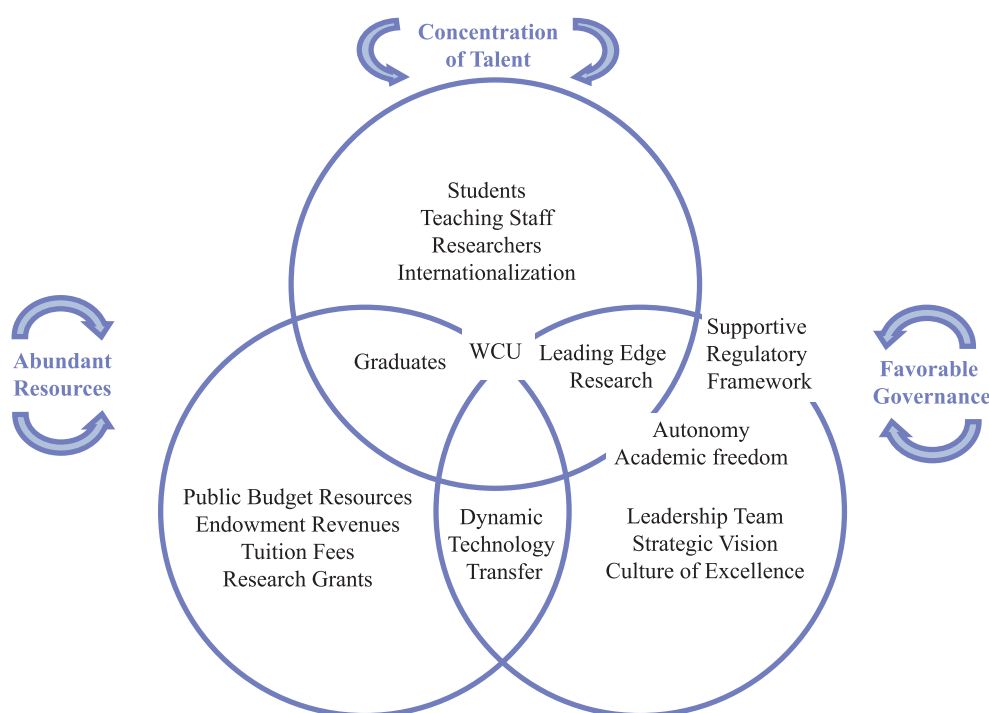 Concentration
of Talent
Students
Teaching Staff
Researchers
Internationalization
Abundant
Resources
Graduates
WCU
Leading Edge
Research
Supportive
Regulatory
Framework
Favorable
Governance
Autonomy
Academic freedom
Public Budget Resources
Endowment Revenues
Tuition Fees
Research Grants
Dynamic
Technology
Transfer
Leadership Team
Strategic Vision
Culture of Excellence